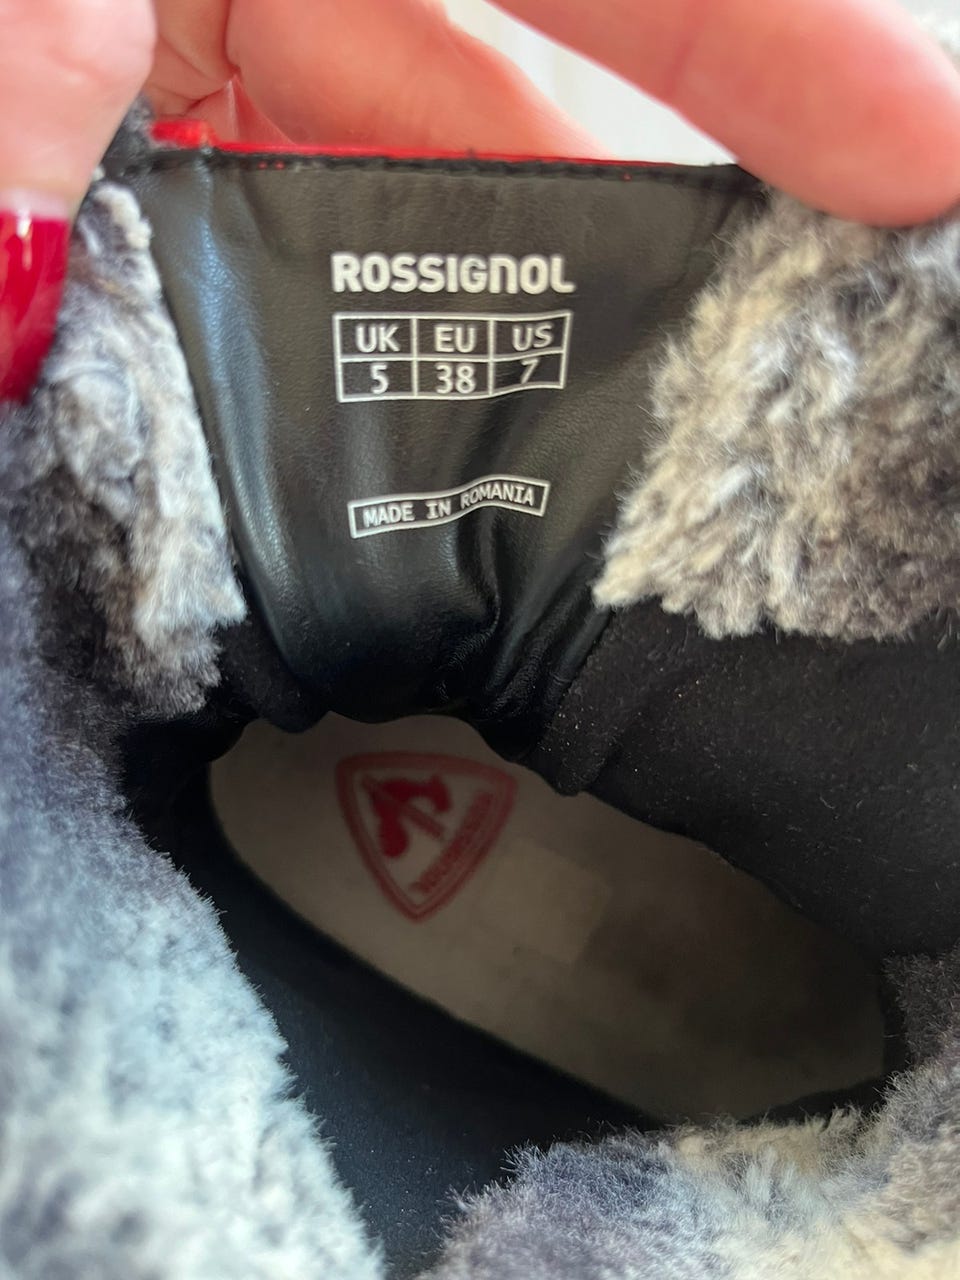 ROSSIGNOL
UK EU US
5 38 7
MADE IN ROMANIA